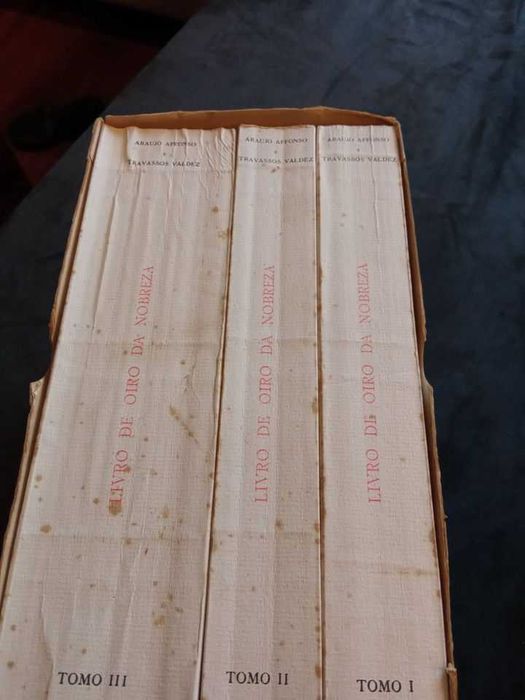 ARAUJO AFFONSO
e
TRAVASSOS VALDEZ
LIVRO DE OIRO DA NOBREZA
TOMO III
ARAUJO AFFONSO
e
TRAVASSOS VALDEZ
LIVRO DE OIRO DA NOBREZA
TOMO II
ARAUJO AFFONSO
e
TRAVASSOS VALDEZ
LIVRO DE OIRO DA NOBREZA
TOMO I